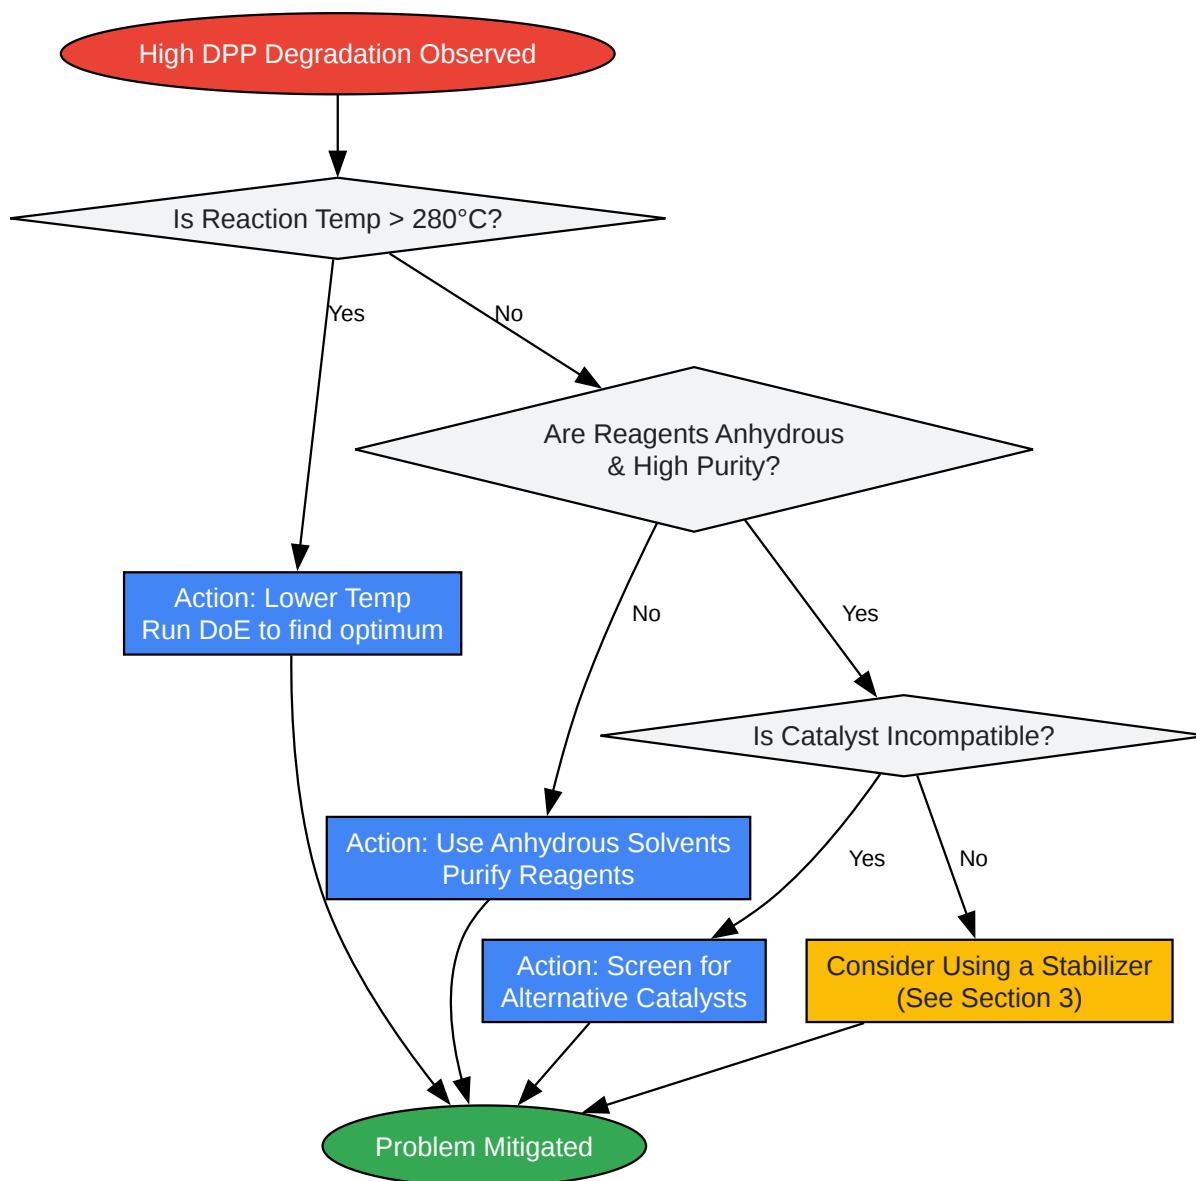 High DPP Degradation Observed
Is Reaction Temp > 280°C?
Yes
No
Are Reagents Anhydrous
& High Purity?
Action: Lower Temp
Run DoE to find optimum
No
Yes
Is Catalyst Incompatible?
Action: Use Anhydrous Solvents
Purify Reagents
Yes
No
Action: Screen for
Alternative Catalysts
Consider Using a Stabilizer
(See Section 3)
Problem Mitigated